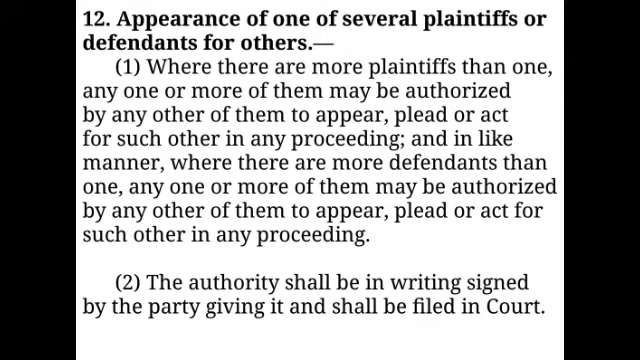 12. Appearance of one of several plaintiffs or
defendants for others.—
(1) Where there are more plaintiffs than one,
any one or more of them may be authorized
by any other of them to appear, plead or act
for such other in any proceeding; and in like
manner, where there are more defendants than
one, any one or more of them may be authorized
by any other of them to appear, plead or act for
such other in any proceeding.
(2) The authority shall be in writing signed
by the party giving it and shall be filed in Court.